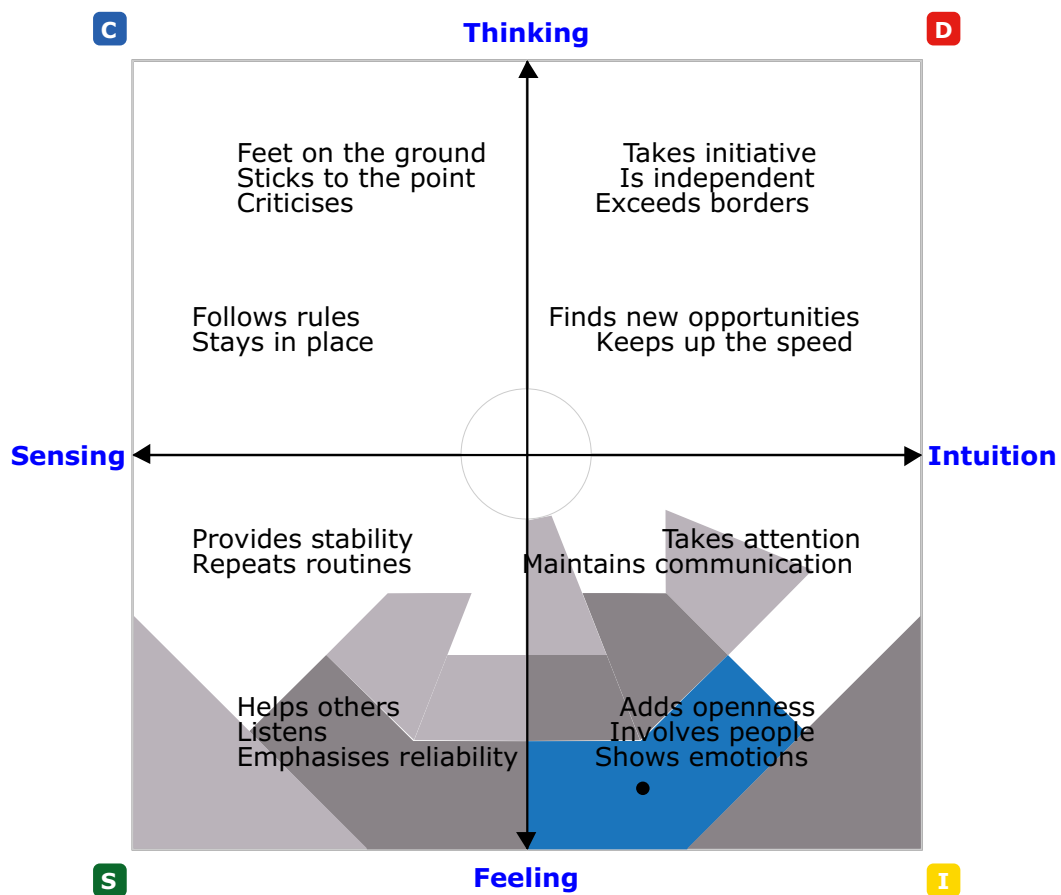 C
Thinking
D
Feet on the ground
Sticks to the point
Criticises
Takes initiative
Is independent
Exceeds borders
Follows rules
Stays in place
Finds new opportunities
Keeps up the speed
Sensing
Intuition
Provides stability
Repeats routines
Takes attention
Maintains communication
Helps others
Listens
Emphasises reliability
Adds openness
Involves people
Shows emotions
S
Feeling
I